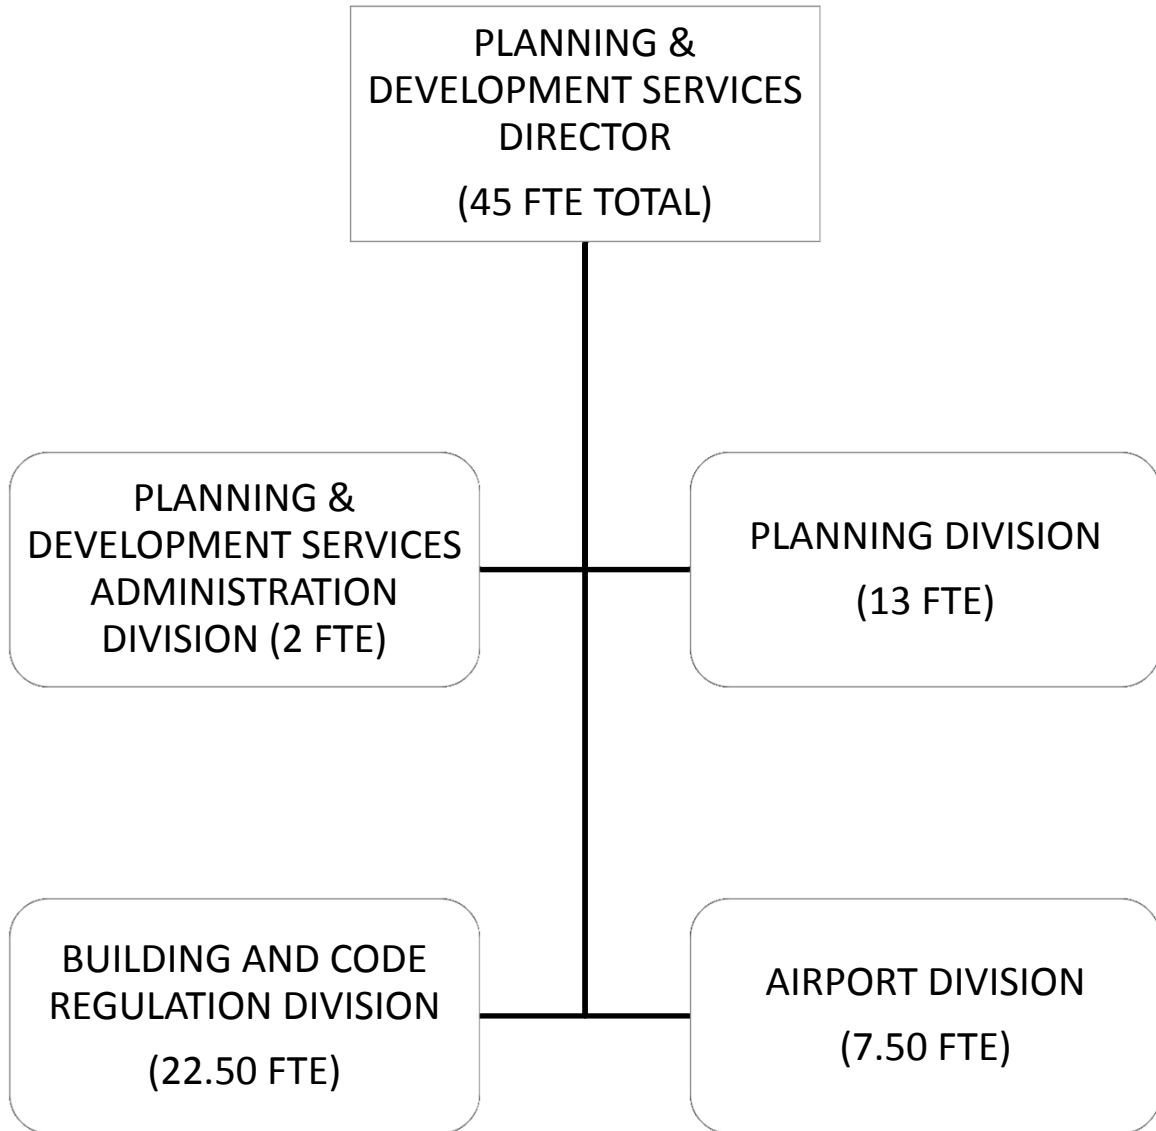 PLANNING &
DEVELOPMENT SERVICES
DIRECTOR
(45 FTE TOTAL)
PLANNING &
DEVELOPMENT SERVICES
ADMINISTRATION
DIVISION (2 FTE)
PLANNING DIVISION
(13 FTE)
BUILDING AND CODE
REGULATION DIVISION
(22.50 FTE)
AIRPORT DIVISION
(7.50 FTE)